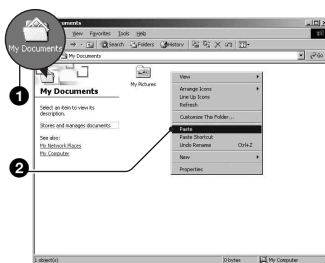 My Documents
View Favorites Tools Help
Search Folders History
My Documents
Go
1
My Documents
Select an item to view its
description.
Stores and manages documents
See also:
My Network Places
My Computer
My Pictures
2
View
Arrange Icons
Line Up Icons
Refresh
Customize This Folder...
Paste
Paste Shortcut
Undo Rename Ctrl+Z
New
Properties
1 object(s)
0 bytes
My Computer